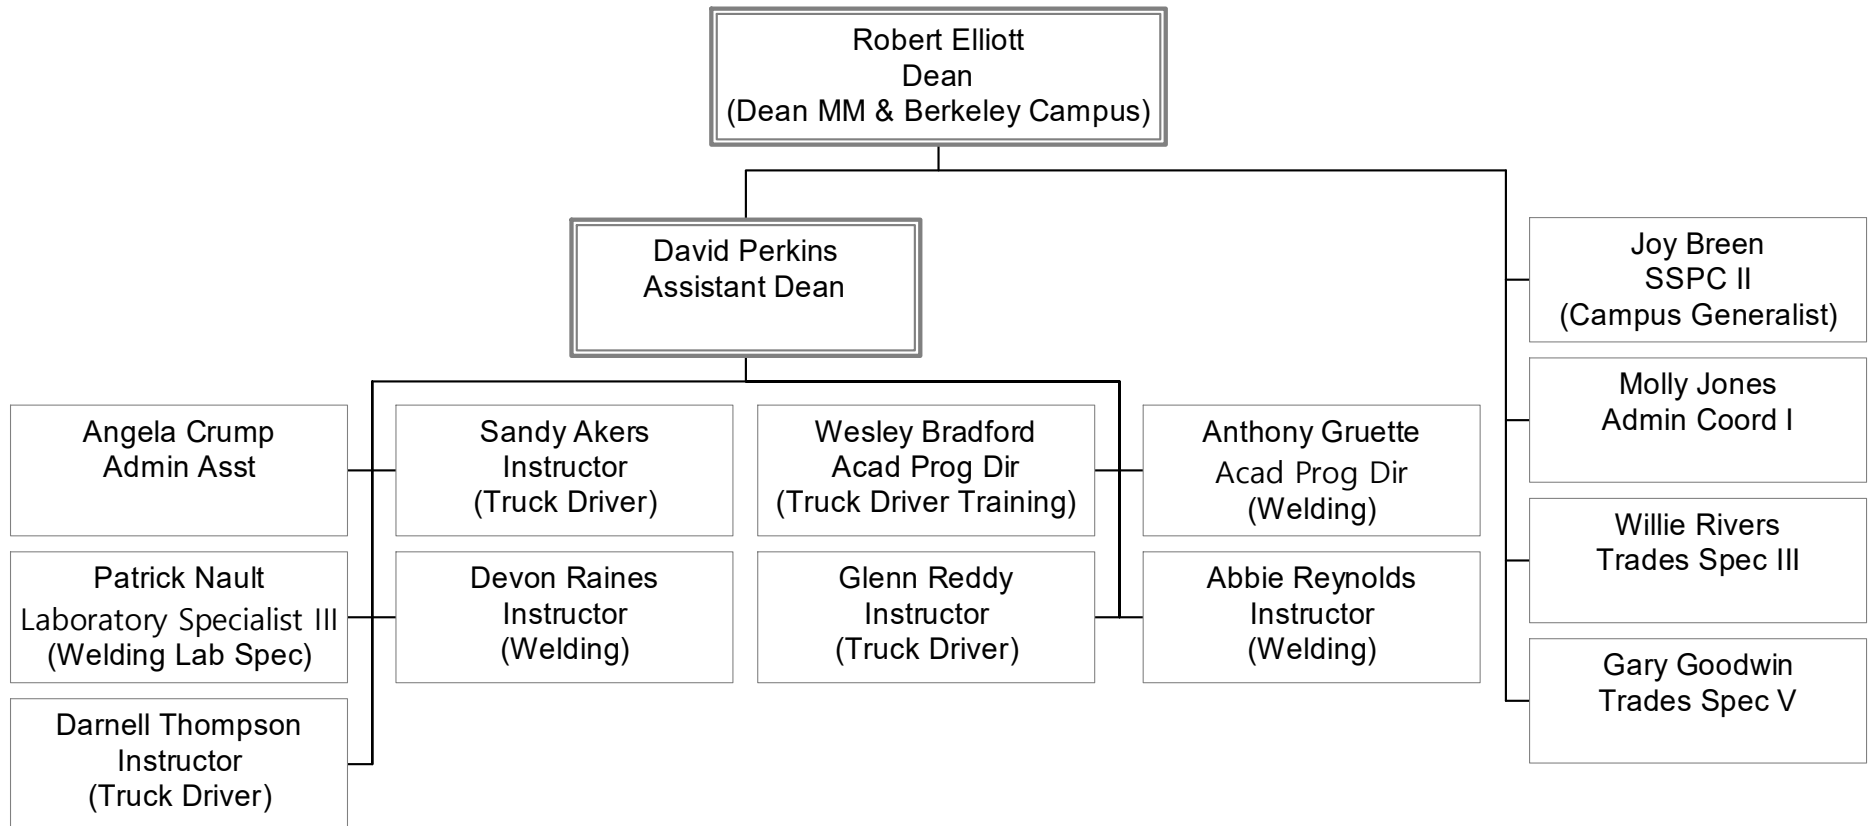 Robert Elliott
Dean
(Dean MM & Berkeley Campus)
David Perkins
Assistant Dean
Joy Breen
SSPC II
(Campus Generalist)
Molly Jones
Admin Coord I
Willie Rivers
Trades Spec III
Gary Goodwin
Trades Spec V
Angela Crump
Admin Asst
Sandy Akers
Instructor
(Truck Driver)
Wesley Bradford
Acad Prog Dir
(Truck Driver Training)
Anthony Gruette
Acad Prog Dir
(Welding)
Patrick Nault
Laboratory Specialist III
(Welding Lab Spec)
Devon Raines
Instructor
(Welding)
Glenn Reddy
Instructor
(Truck Driver)
Abbie Reynolds
Instructor
(Welding)
Darnell Thompson
Instructor
(Truck Driver)